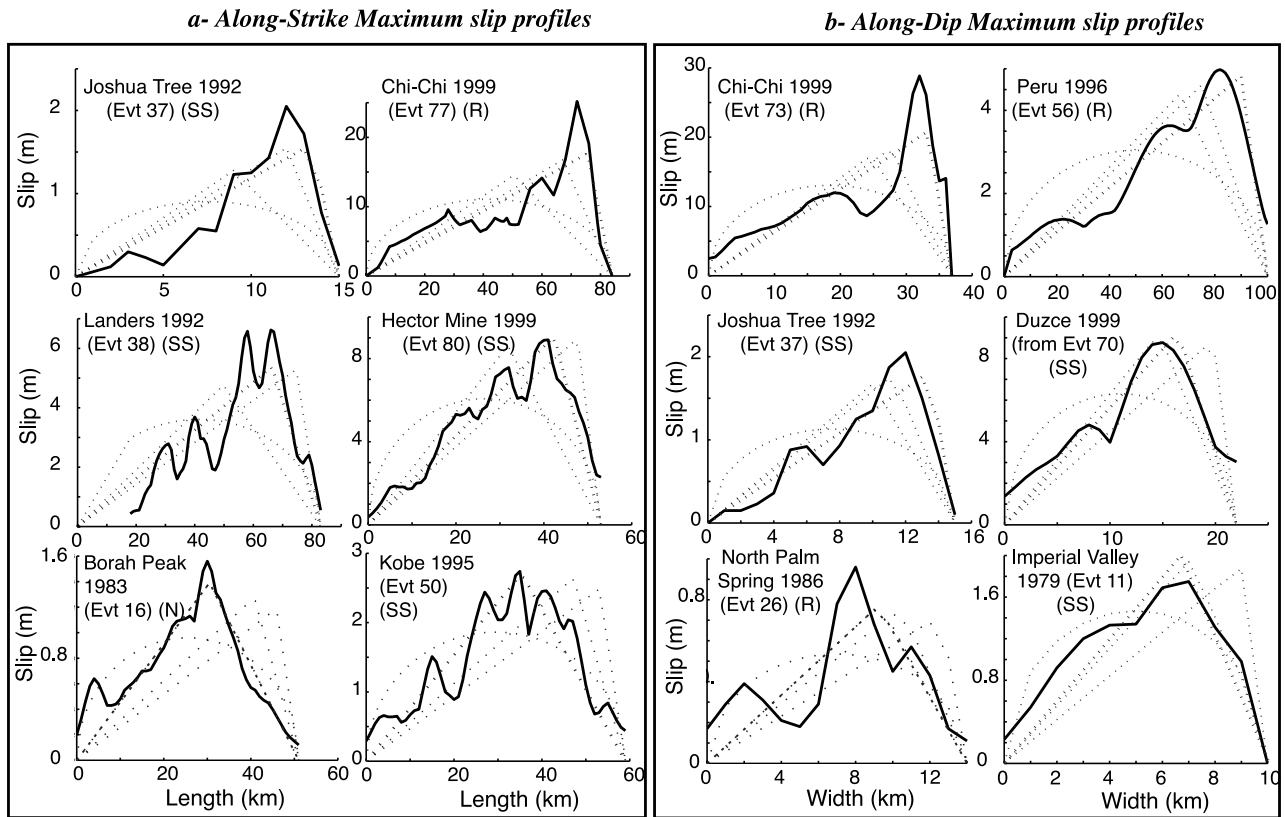 a- Along-Strike Maximum slip profiles
Joshua Tree 1992
(Evt 37) (SS)
Slip (m)
2
1
0
0 5 10 15
Chi-Chi 1999
(Evt 77) (R)
20
10
0
0 20 40 60 80
Landers 1992
(Evt 38) (SS)
Slip (m)
6
4
2
0
0 20 40 60 80
Hector Mine 1999
(Evt 80) (SS)
8
4
0
0 20 40 60
Borah Peak
1983
(Evt 16) (N)
Slip (m)
1.6
0.8
0
0 20 40 60
Length (km)
Kobe 1995
(Evt 50)
(SS)
3
2
1
0
0 20 40 60
Length (km)
b- Along-Dip Maximum slip profiles
Chi-Chi 1999
(Evt 73) (R)
Slip (m)
30
20
10
0
0 10 20 30 40
Peru 1996
(Evt 56) (R)
4
2
0
0 20 40 60 80 100
Joshua Tree 1992
(Evt 37) (SS)
Slip (m)
2
1
0
0 4 8 12 16
Duzce 1999
(from Evt 70)
(SS)
8
4
0
0 10 20
North Palm
Spring 1986
(Evt 26) (R)
Slip (m)
0.8
0
0 4 8 12
Width (km)
Imperial Valley
1979 (Evt 11)
(SS)
1.6
0.8
0
0 2 4 6 8 10
Width (km)